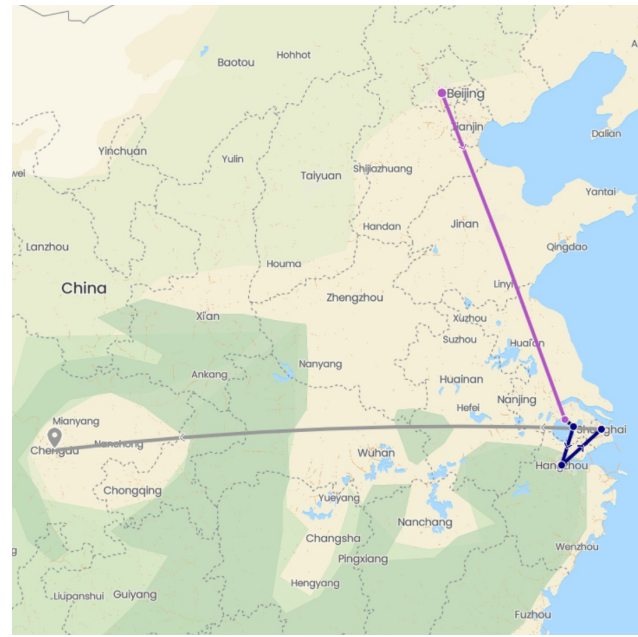 Hohhot
Baotou
Beijing
Tianjin
Dalian
Yinchuan
Yulin
Taiyuan
Shijiazhuang
Yantai
Handan
Jinan
Qingdao
Lanzhou
Houma
Linyi
China
Zhengzhou
Xi'an
Xuzhou
Suzhou
Huai'an
Ankang
Nanyang
Huainan
Nanjing
Hefei
Mianyang
Shanghai
Chengdu
Nanchong
Wuhan
Hangzhou
Chongqing
Yueyang
Nanchang
Changsha
Pingxiang
Wenzhou
Hengyang
Liupanshui
Guiyang
Fuzhou